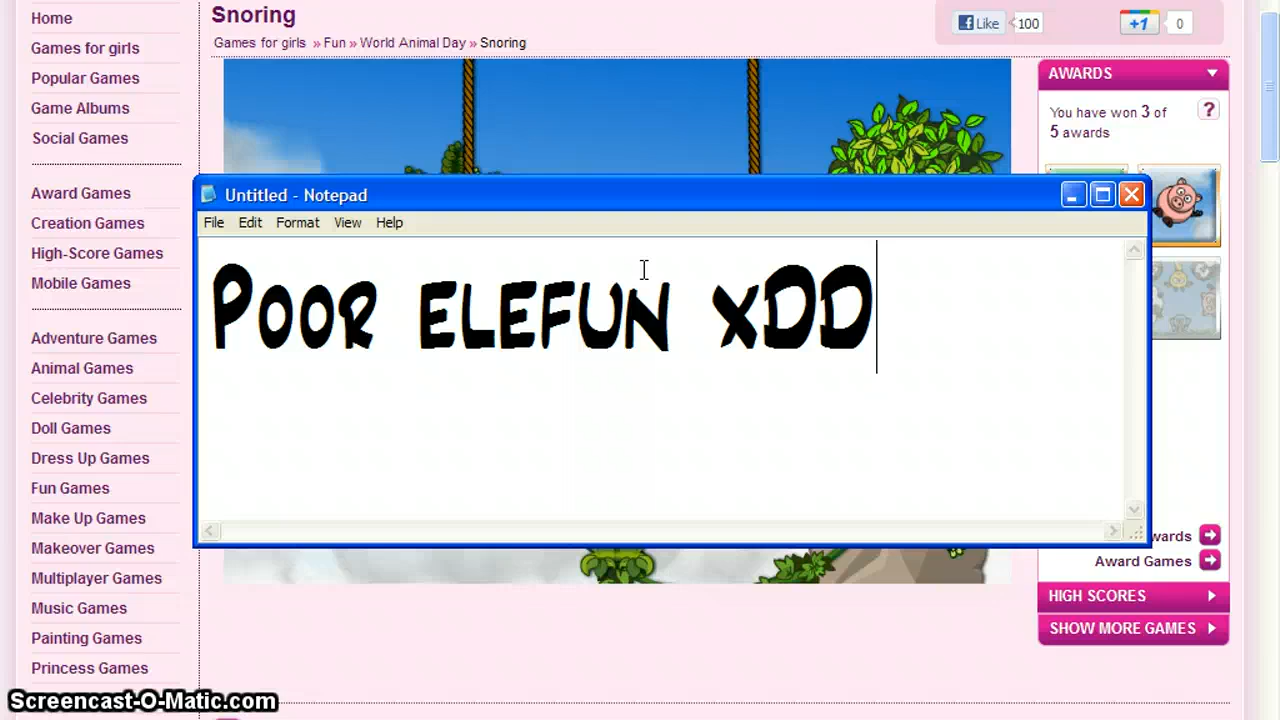 Snoring
Games for girls » Fun » World Animal Day » Snoring
Like 100
+1 0
Home
Games for girls
Popular Games
Game Albums
Social Games
Award Games
Creation Games
High-Score Games
Mobile Games
Adventure Games
Animal Games
Celebrity Games
Doll Games
Dress Up Games
Fun Games
Make Up Games
Makeover Games
Multiplayer Games
Music Games
Painting Games
Princess Games
Untitled - Notepad
File Edit Format View Help
Poor elefun xDD
AWARDS
You have won 3 of
5 awards
?
wards
Award Games
HIGH SCORES
SHOW MORE GAMES
Screencast-O-Matic.com